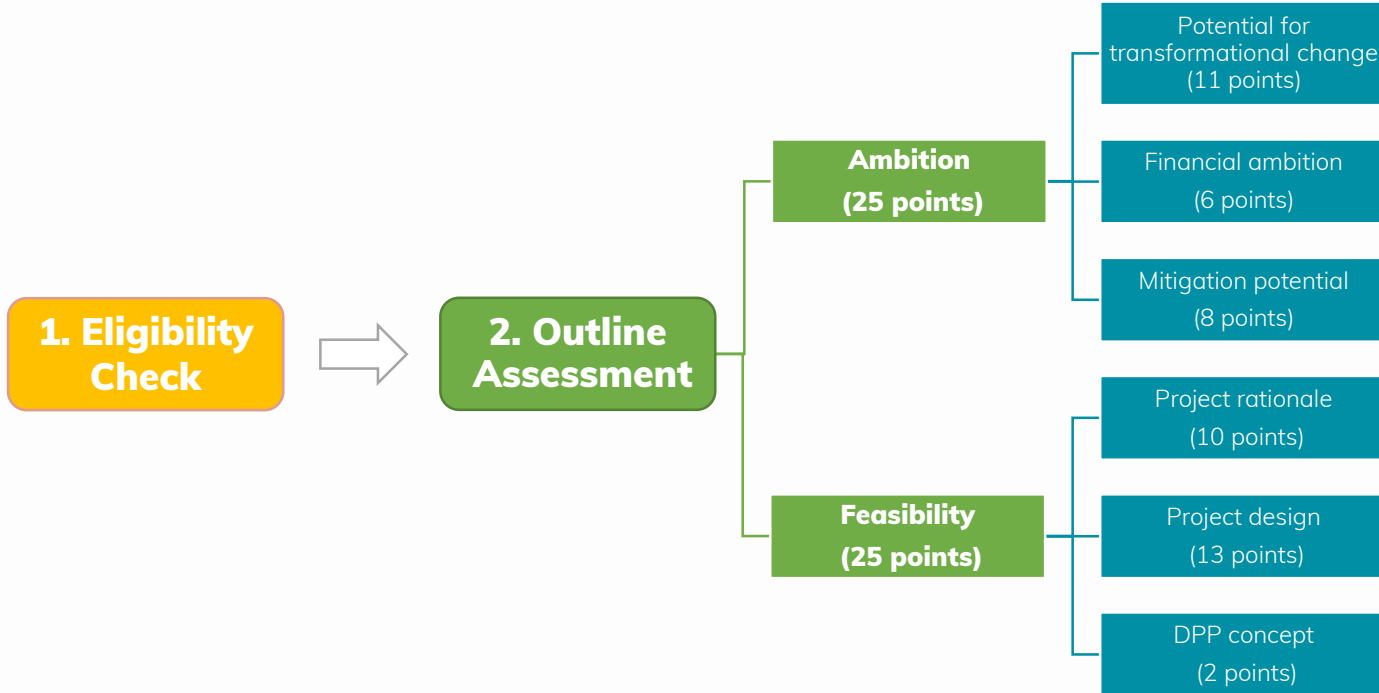 1. Eligibility
Check
2. Outline
Assessment
Ambition
(25 points)
Potential for
transformational change
(11 points)
Financial ambition
(6 points)
Mitigation potential
(8 points)
Feasibility
(25 points)
Project rationale
(10 points)
Project design
(13 points)
DPP concept
(2 points)